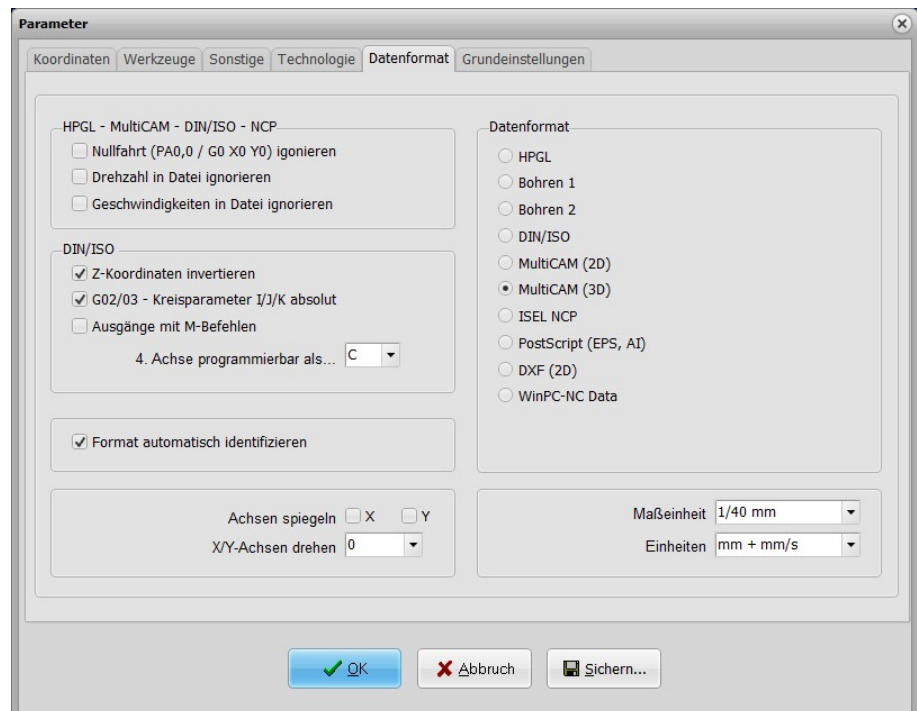 Parameter
Koordinaten Werkzeuge Sonstige Technologie Datenformat Grundeinstellungen
HPGL - MultiCAM - DIN/ISO - NCP
Nullfahrt (PA0,0 / G0 X0 Y0) igonieren
Drehzahl in Datei ignorieren
Geschwindigkeiten in Datei ignorieren
DIN/ISO
Z-Koordinaten invertieren
G02/03 - Kreisparameter I/J/K absolut
Ausgänge mit M-Befehlen
4. Achse programmierbar als... C
Format automatisch identifizieren
Achsen spiegeln X Y
X/Y-Achsen drehen 0
Datenformat
HPGL
Bohren 1
Bohren 2
DIN/ISO
MultiCAM (2D)
MultiCAM (3D)
ISEL NCP
PostScript (EPS, AI)
DXF (2D)
WinPC-NC Data
Maßeinheit 1/40 mm
Einheiten mm + mm/s
OK Abbruch Sichern...